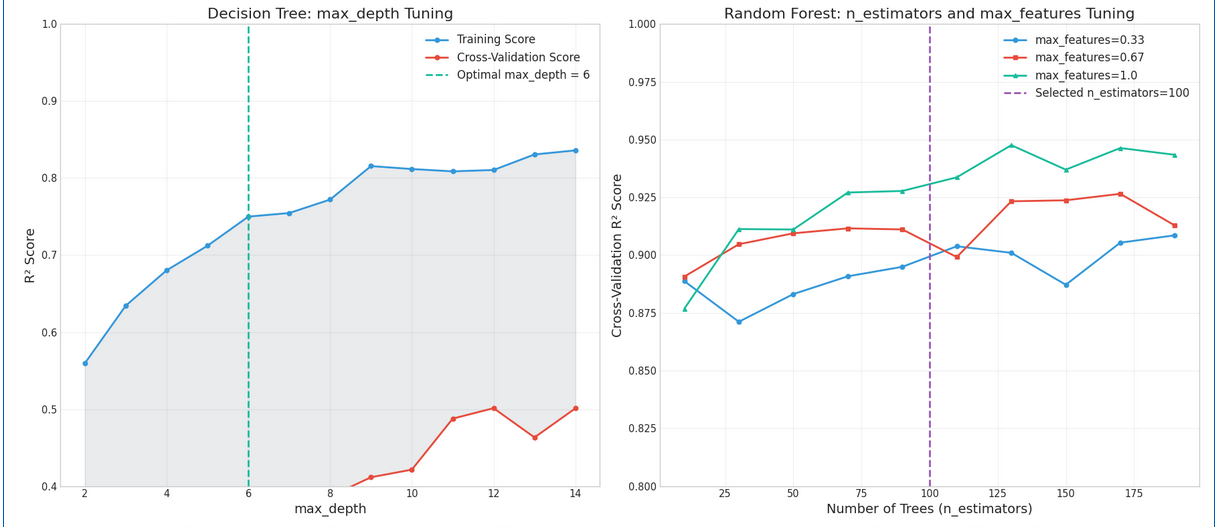 Decision Tree: max_depth Tuning
1.0
0.9
0.8
0.7
0.6
0.5
0.4
R² Score
Training Score
Cross-Validation Score
Optimal max_depth = 6
2 4 6 8 10 12 14
max_depth
Random Forest: n_estimators and max_features Tuning
1.000
0.975
0.950
0.925
0.900
0.875
0.850
0.825
0.800
Cross-Validation R² Score
max_features=0.33
max_features=0.67
max_features=1.0
Selected n_estimators=100
25 50 75 100 125 150 175
Number of Trees (n_estimators)